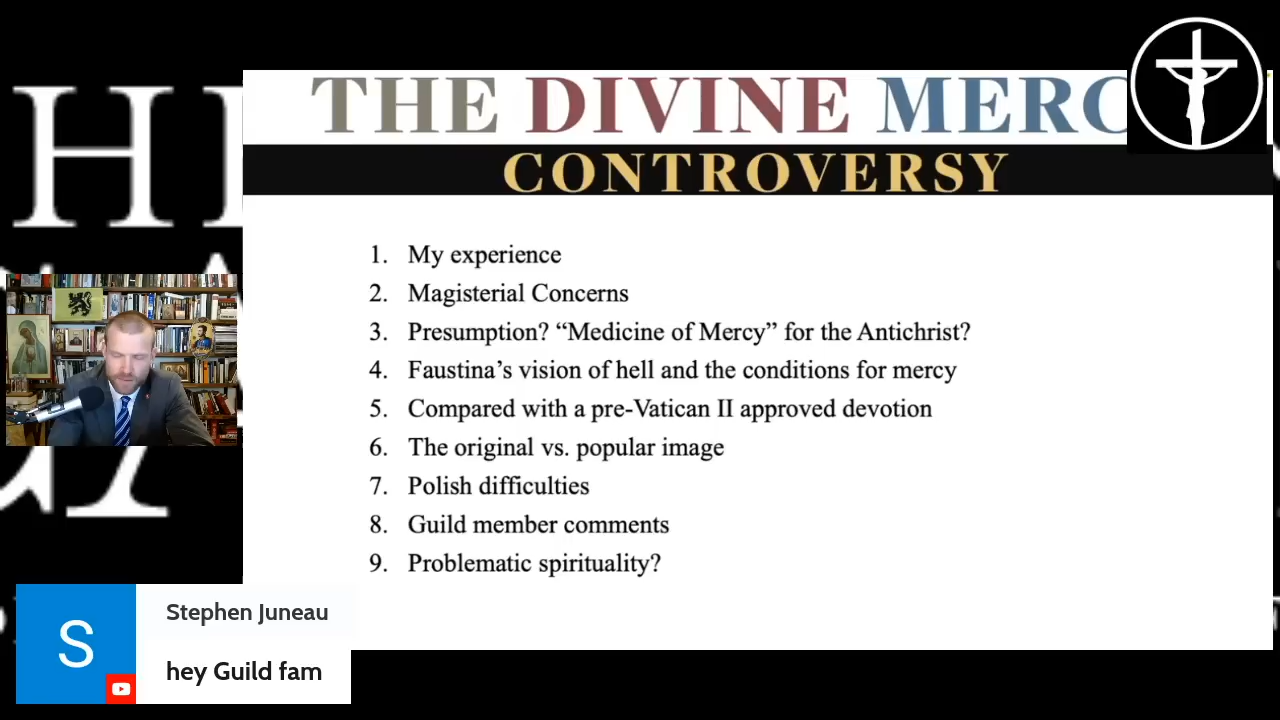 THE DIVINE MERC
CONTROVERSY
1. My experience
2. Magisterial Concerns
3. Presumption? “Medicine of Mercy” for the Antichrist?
4. Faustina’s vision of hell and the conditions for mercy
5. Compared with a pre-Vatican II approved devotion
6. The original vs. popular image
7. Polish difficulties
8. Guild member comments
9. Problematic spirituality?
S
Stephen Juneau
hey Guild fam